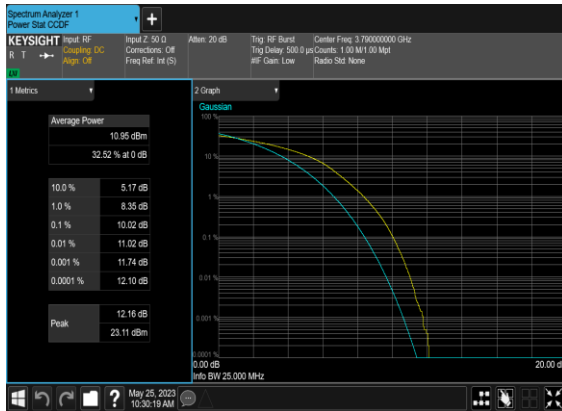 Spectrum Analyzer 1
Power Stat CCDF
+
KEYSIGHT
R T
LXI
Input: RF
Coupling: DC
Align: Off
Input Z: 50 Ω
Corrections: Off
Freq Ref: Int (S)
Atten: 20 dB
Trig: RF Burst
Trig Delay: 500.0 µs
#IF Gain: Low
Center Freq: 3.790000000 GHz
Counts: 1.00 M/1.00 Mpt
Radio Std: None
1 Metrics
Average Power
10.95 dBm
32.52 % at 0 dB
10.0 % 5.17 dB
1.0 % 8.35 dB
0.1 % 10.02 dB
0.01 % 11.02 dB
0.001 % 11.74 dB
0.0001 % 12.10 dB
Peak
12.16 dB
23.11 dBm
2 Graph
Gaussian
100 %
10 %
1 %
0.1 %
0.01 %
0.001 %
0.0001 %
0.00 dB
20.00 d
Info BW 25.000 MHz
?
May 25, 2023
10:30:19 AM